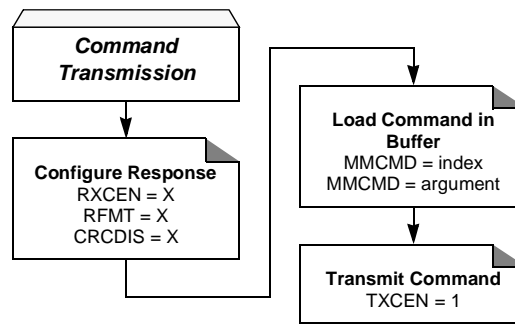 Command
Transmission
Configure Response
RXCEN = X
RFMT = X
CRCDIS = X
Load Command in
Buffer
MMCMD = index
MMCMD = argument
Transmit Command
TXCEN = 1